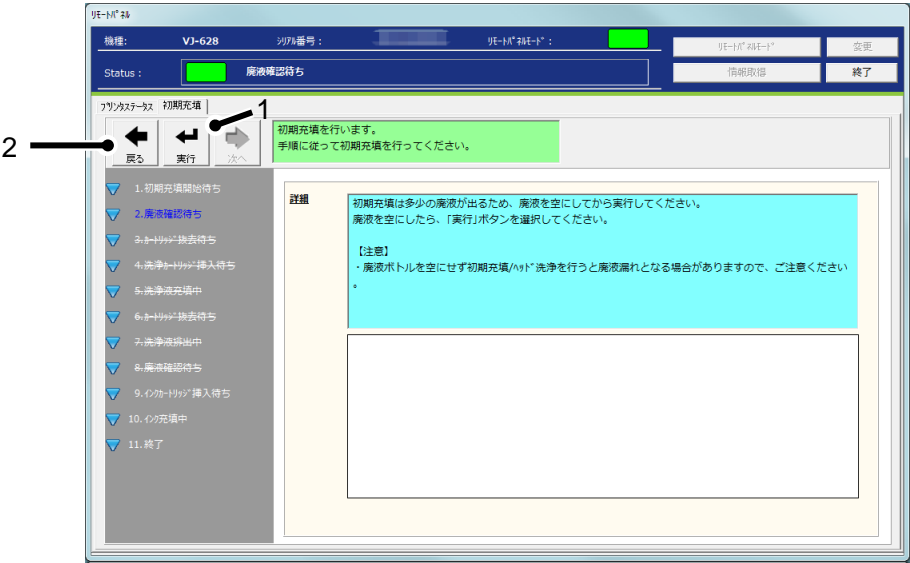 ﾘﾓｰﾄﾊﾟﾈﾙ
機種: VJ-628 ｼﾘｱﾙ番号： ﾘﾓｰﾄﾊﾟﾈﾙﾓｰﾄﾞ： ﾘﾓｰﾄﾊﾟﾈﾙﾓｰﾄﾞ 変更
Status： 廃液確認待ち 情報取得 終了
ﾌﾟﾘﾝﾀｽﾃｰﾀｽ 初期充填
1
2
戻る 実行 次へ
初期充填を行います。
手順に従って初期充填を行ってください。
1.初期充填開始待ち
2.廃液確認待ち
3.ｶｰﾄﾘｯｼﾞ抜去待ち
4.洗浄ｶｰﾄﾘｯｼﾞ挿入待ち
5.洗浄液充填中
6.ｶｰﾄﾘｯｼﾞ抜去待ち
7.洗浄液排出中
8.廃液確認待ち
9.ｲﾝｸｶｰﾄﾘｯｼﾞ挿入待ち
10.ｲﾝｸ充填中
11.終了
詳細
初期充填は多少の廃液が出るため、廃液を空にしてから実行してください。
廃液を空にしたら、「実行」ボタンを選択してください。
【注意】
・廃液ボトルを空にせず初期充填/ﾍｯﾄﾞ洗浄を行うと廃液漏れとなる場合がありますので、ご注意ください
。